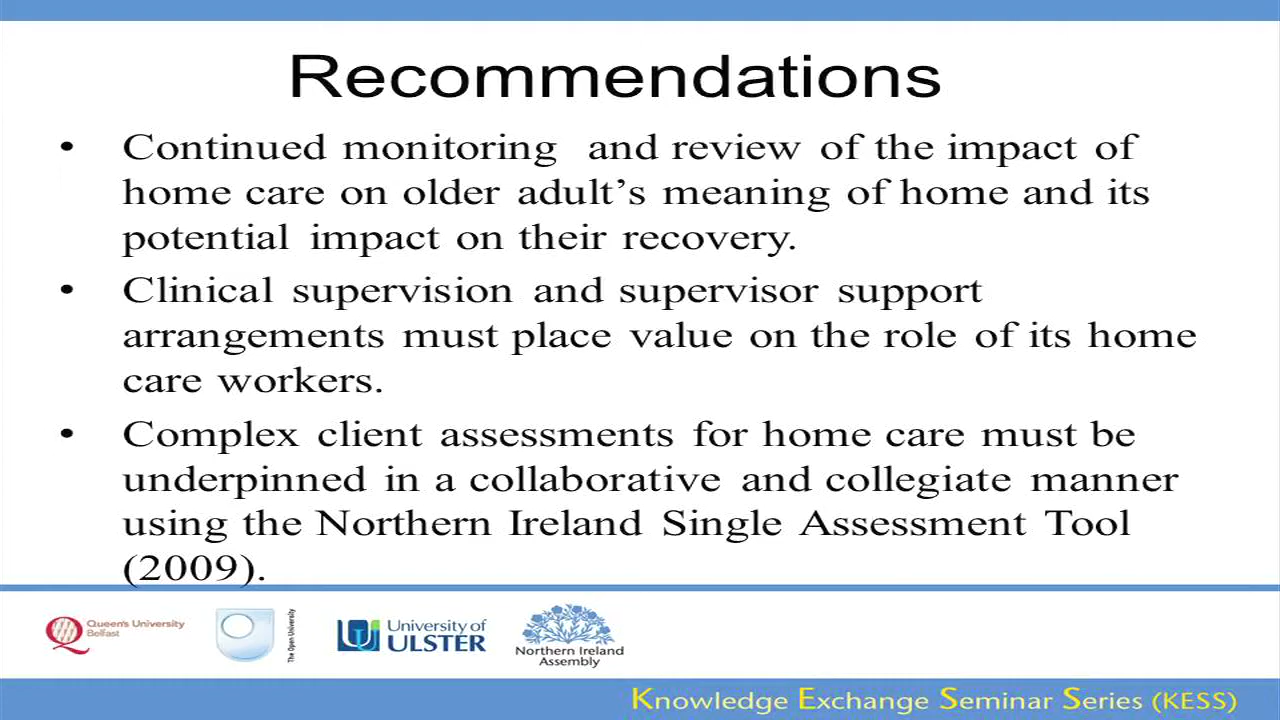 Recommendations
• Continued monitoring and review of the impact of
home care on older adult’s meaning of home and its
potential impact on their recovery.
• Clinical supervision and supervisor support
arrangements must place value on the role of its home
care workers.
• Complex client assessments for home care must be
underpinned in a collaborative and collegiate manner
using the Northern Ireland Single Assessment Tool
(2009).
Queen's University
Belfast
The Open University
University of
ULSTER
Northern Ireland
Assembly
Knowledge Exchange Seminar Series (KESS)